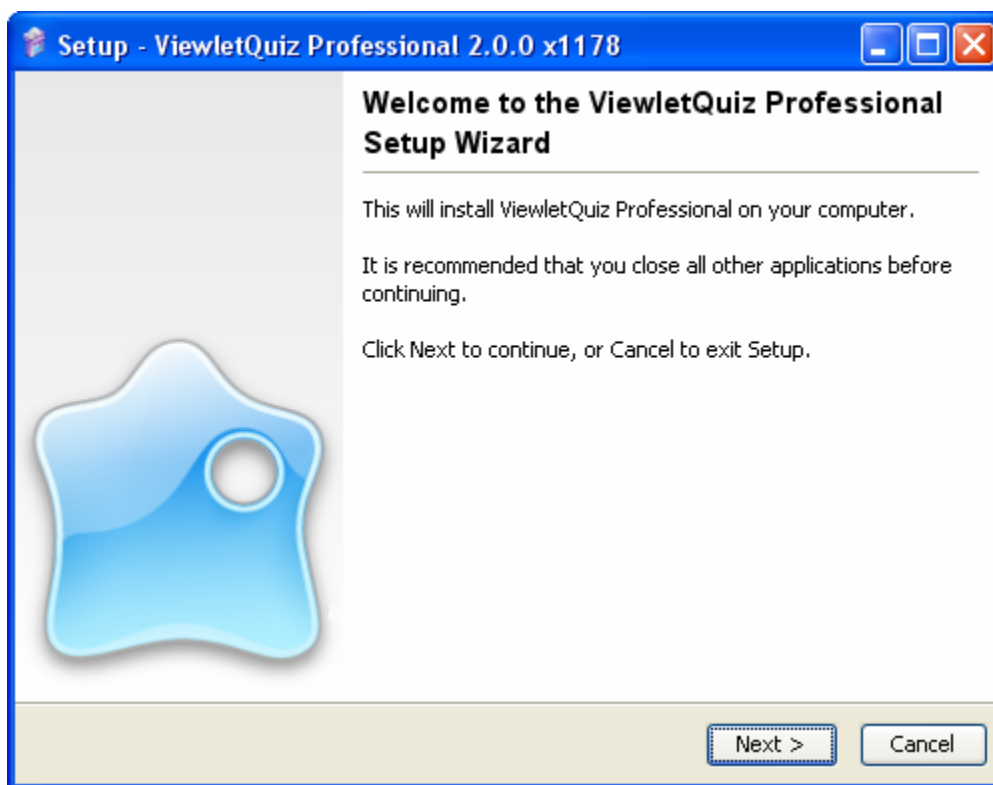 Setup - ViewletQuiz Professional 2.0.0 x1178
Welcome to the ViewletQuiz Professional
Setup Wizard
This will install ViewletQuiz Professional on your computer.
It is recommended that you close all other applications before
continuing.
Click Next to continue, or Cancel to exit Setup.
Next >
Cancel